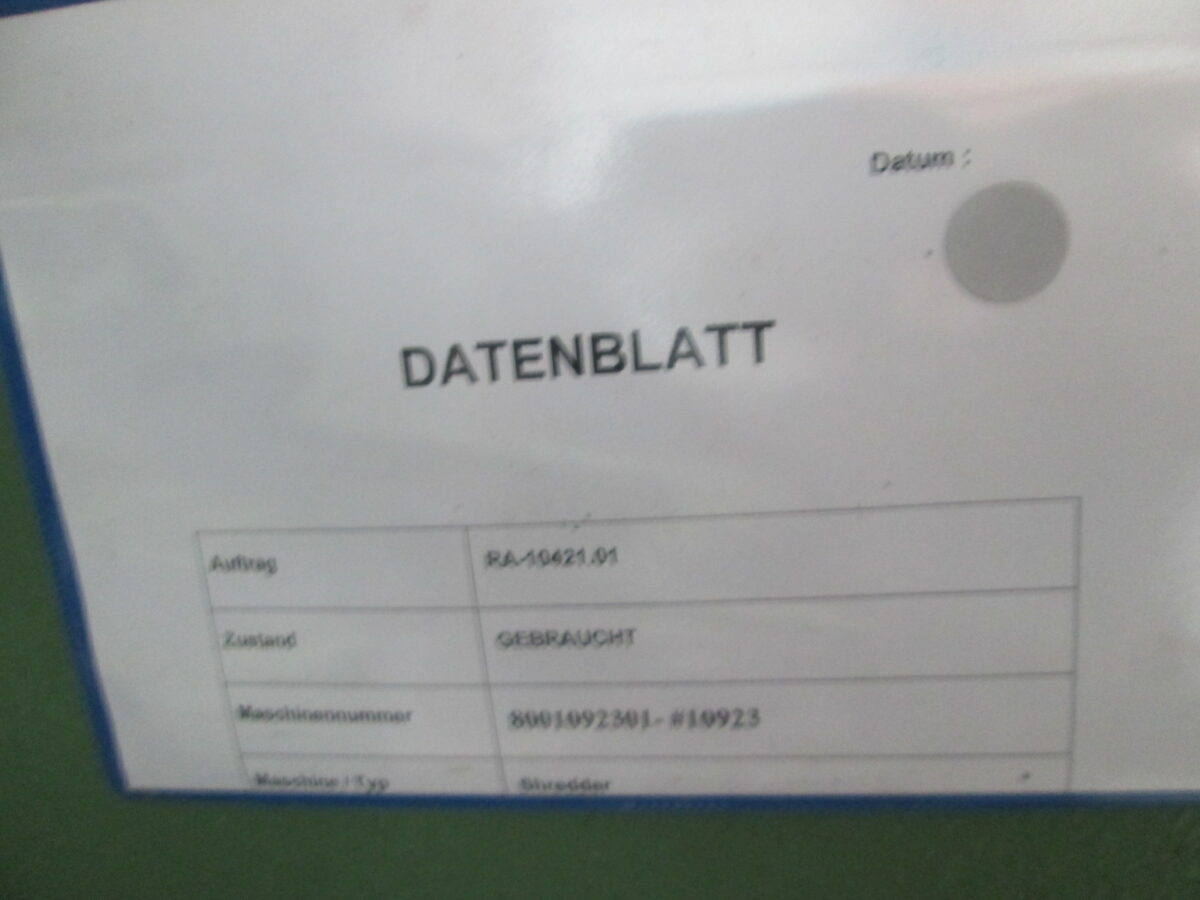 Datum :
DATENBLATT
Auftrag RA-10421.01
Zustand GEBRAUCHT
Maschinennummer 8001092301- #10923
Maschine / Typ Shredder